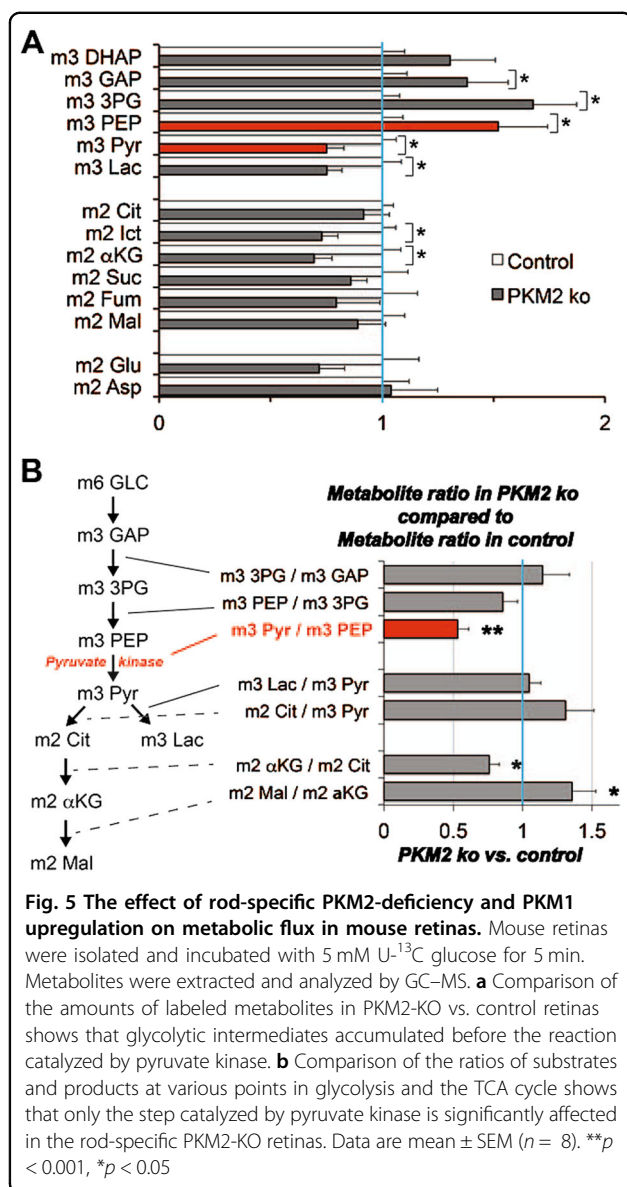 A
m3 DHAP
m3 GAP *
m3 3PG *
m3 PEP *
m3 Pyr *
m3 Lac *
m2 Cit
m2 Ict *
m2 αKG *
m2 Suc
m2 Fum
m2 Mal
m2 Glu
m2 Asp
Control
PKM2 ko
0 1 2
B
m6 GLC
m3 GAP
m3 3PG
m3 PEP
Pyruvate kinase
m3 Pyr
m2 Cit m3 Lac
m2 αKG
m2 Mal
Metabolite ratio in PKM2 ko
compared to
Metabolite ratio in control
m3 3PG / m3 GAP
m3 PEP / m3 3PG
m3 Pyr / m3 PEP **
m3 Lac / m3 Pyr
m2 Cit / m3 Pyr
m2 αKG / m2 Cit *
m2 Mal / m2 aKG *
0 0.5 1 1.5
PKM2 ko vs. control
Fig. 5 The effect of rod-specific PKM2-deficiency and PKM1
upregulation on metabolic flux in mouse retinas. Mouse retinas
were isolated and incubated with 5 mM U-¹³C glucose for 5 min.
Metabolites were extracted and analyzed by GC–MS. a Comparison of
the amounts of labeled metabolites in PKM2-KO vs. control retinas
shows that glycolytic intermediates accumulated before the reaction
catalyzed by pyruvate kinase. b Comparison of the ratios of substrates
and products at various points in glycolysis and the TCA cycle shows
that only the step catalyzed by pyruvate kinase is significantly affected
in the rod-specific PKM2-KO retinas. Data are mean ± SEM (n = 8). **p
< 0.001, *p < 0.05